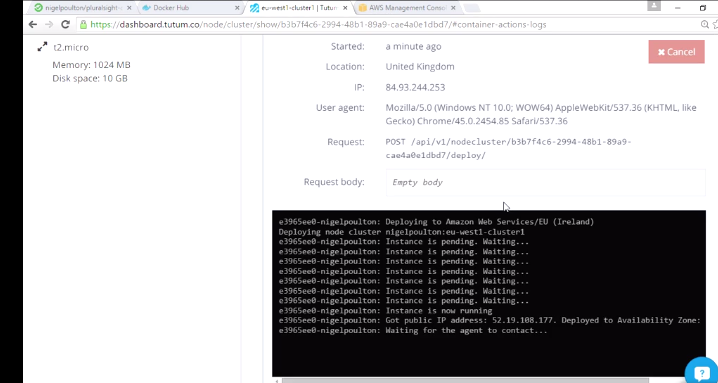 nigelpoulton/pluralsight-
Docker Hub
eu-west1-cluster1 | Tutum
AWS Management Consol
https://dashboard.tutum.co/node/cluster/show/b3b7f4c6-2994-48b1-89a9-cae4a0e1dbd7/#container-actions-logs
t2.micro
Memory: 1024 MB
Disk space: 10 GB
Started: a minute ago
Cancel
Location: United Kingdom
IP: 84.93.244.253
User agent: Mozilla/5.0 (Windows NT 10.0; WOW64) AppleWebKit/537.36 (KHTML, like
Gecko) Chrome/45.0.2454.85 Safari/537.36
Request: POST /api/v1/nodecluster/b3b7f4c6-2994-48b1-89a9-
cae4a0e1dbd7/deploy/
Request body: Empty body
e3965ee0-nigelpoulton: Deploying to Amazon Web Services/EU (Ireland)
Deploying node cluster nigelpoulton:eu-west1-cluster1
e3965ee0-nigelpoulton: Instance is pending. Waiting...
e3965ee0-nigelpoulton: Instance is pending. Waiting...
e3965ee0-nigelpoulton: Instance is pending. Waiting...
e3965ee0-nigelpoulton: Instance is pending. Waiting...
e3965ee0-nigelpoulton: Instance is pending. Waiting...
e3965ee0-nigelpoulton: Instance is pending. Waiting...
e3965ee0-nigelpoulton: Instance is pending. Waiting...
e3965ee0-nigelpoulton: Instance is now running
e3965ee0-nigelpoulton: Got public IP address: 52.19.108.177. Deployed to Availability Zone:
e3965ee0-nigelpoulton: Waiting for the agent to contact...
?